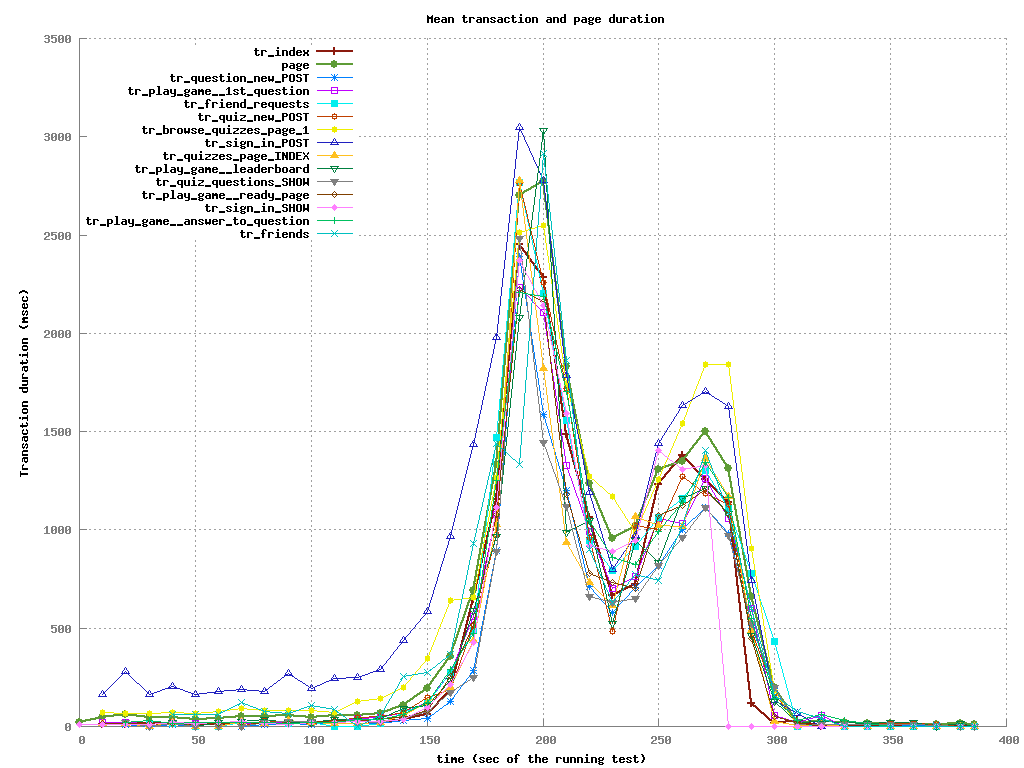 Mean transaction and page duration
3500
3000
2500
2000
1500
1000
500
0
tr_index
page
tr_question_new_POST
tr_play_game__1st_question
tr_friend_requests
tr_quiz_new_POST
tr_browse_quizzes_page_1
tr_sign_in_POST
tr_quizzes_page_INDEX
tr_play_game__leaderboard
tr_quiz_questions_SHOW
tr_play_game__ready_page
tr_sign_in_SHOW
tr_play_game__answer_to_question
tr_friends
Transaction duration (msec)
0 50 100 150 200 250 300 350 400
time (sec of the running test)